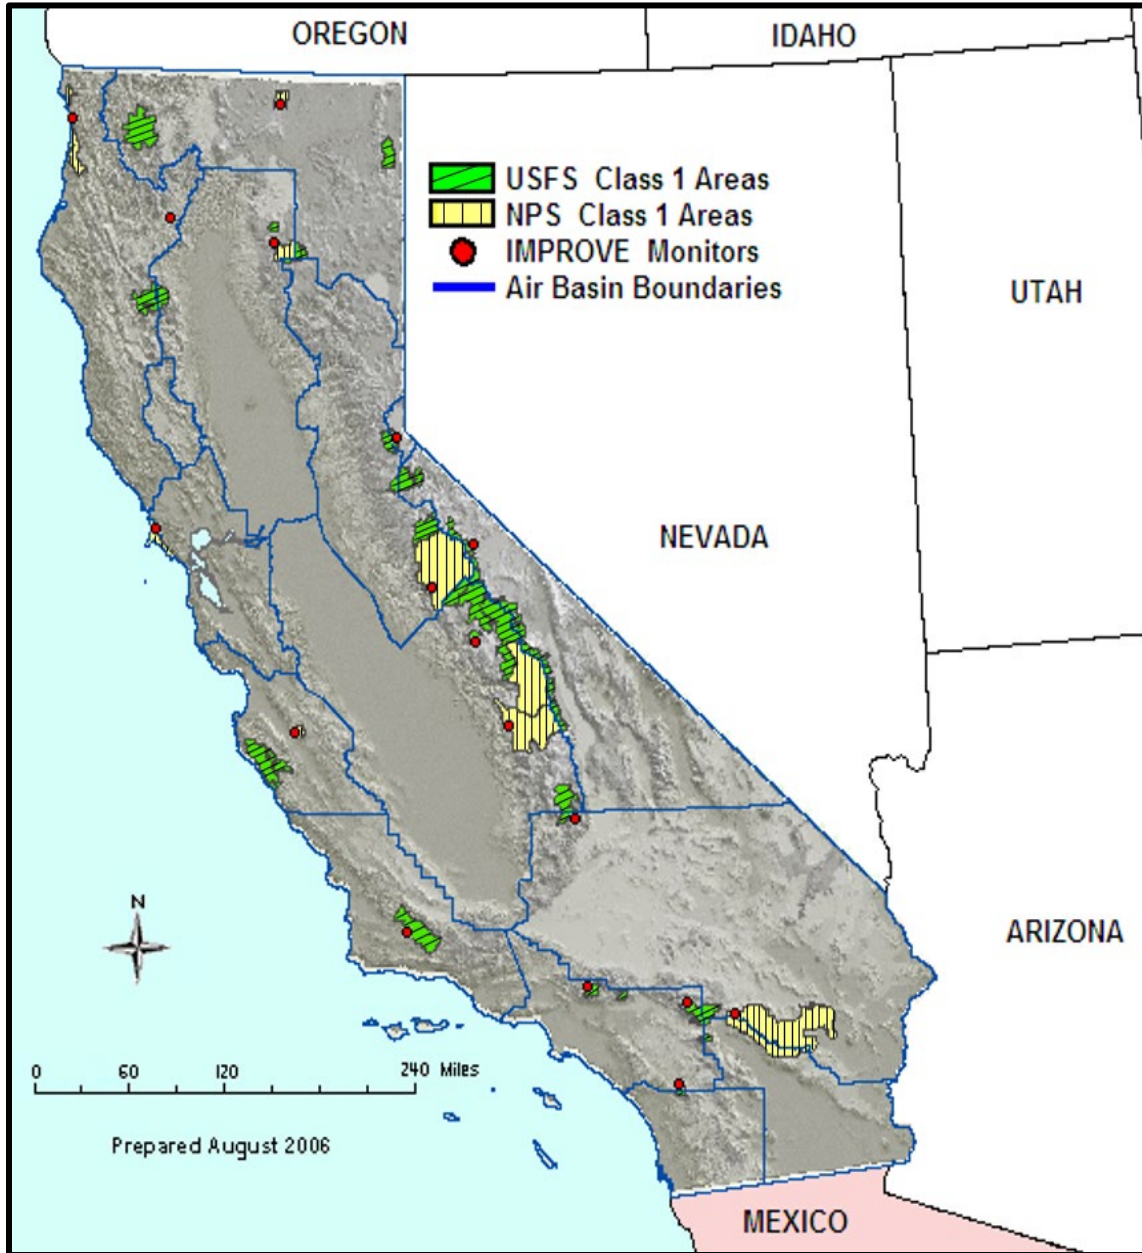 OREGON
IDAHO
USFS Class 1 Areas
NPS Class 1 Areas
IMPROVE Monitors
Air Basin Boundaries
UTAH
NEVADA
ARIZONA
N
0 60 120 240 Miles
Prepared August 2006
MEXICO